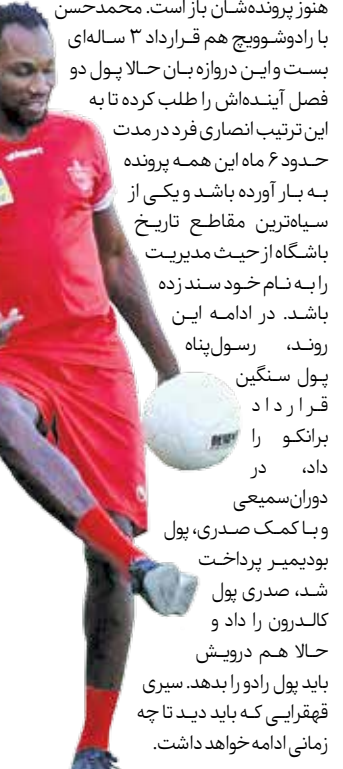 هنوز پرونده‌شان باز است. محمدحسن
با رادوشوویچ هم قرارداد ۳ ساله‌ای
بست و این دروازه‌بان حالا پول دو
فصل آینده‌اش را طلب کرده تا به
این ترتیب انصاری فرد در مدت
حدود ۶ ماه این همه پرونده
به بار آورده باشد و یکی از
سیاه‌ترین مقاطع تاریخ
باشگاه از حیث مدیریت
را به نام خود سند زده
باشد. در ادامه این
روند، رسول‌پناه
پول سنگین
قرارداد
برانکو را
داد، در
دوران سمیعی
و با کمک صدری، پول
بودیمیر پرداخت
شد، صدری پول
کالدرون را داد و
حالا هم درویش
باید پول رادو را بدهد. سیری
قهقرایی که باید دید تا چه
زمانی ادامه خواهد داشت.